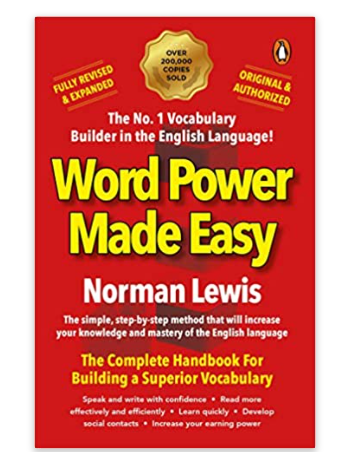 OVER
200,000
COPIES
SOLD
FULLY REVISED
& EXPANDED
ORIGINAL &
AUTHORIZED
The No. 1 Vocabulary
Builder in the English Language!
Word Power
Made Easy
Norman Lewis
The simple, step-by-step method that will increase
your knowledge and mastery of the English language
The Complete Handbook For
Building a Superior Vocabulary
Speak and write with confidence • Read more
effectively and efficiently • Learn quickly • Develop
social contacts • Increase your earning power